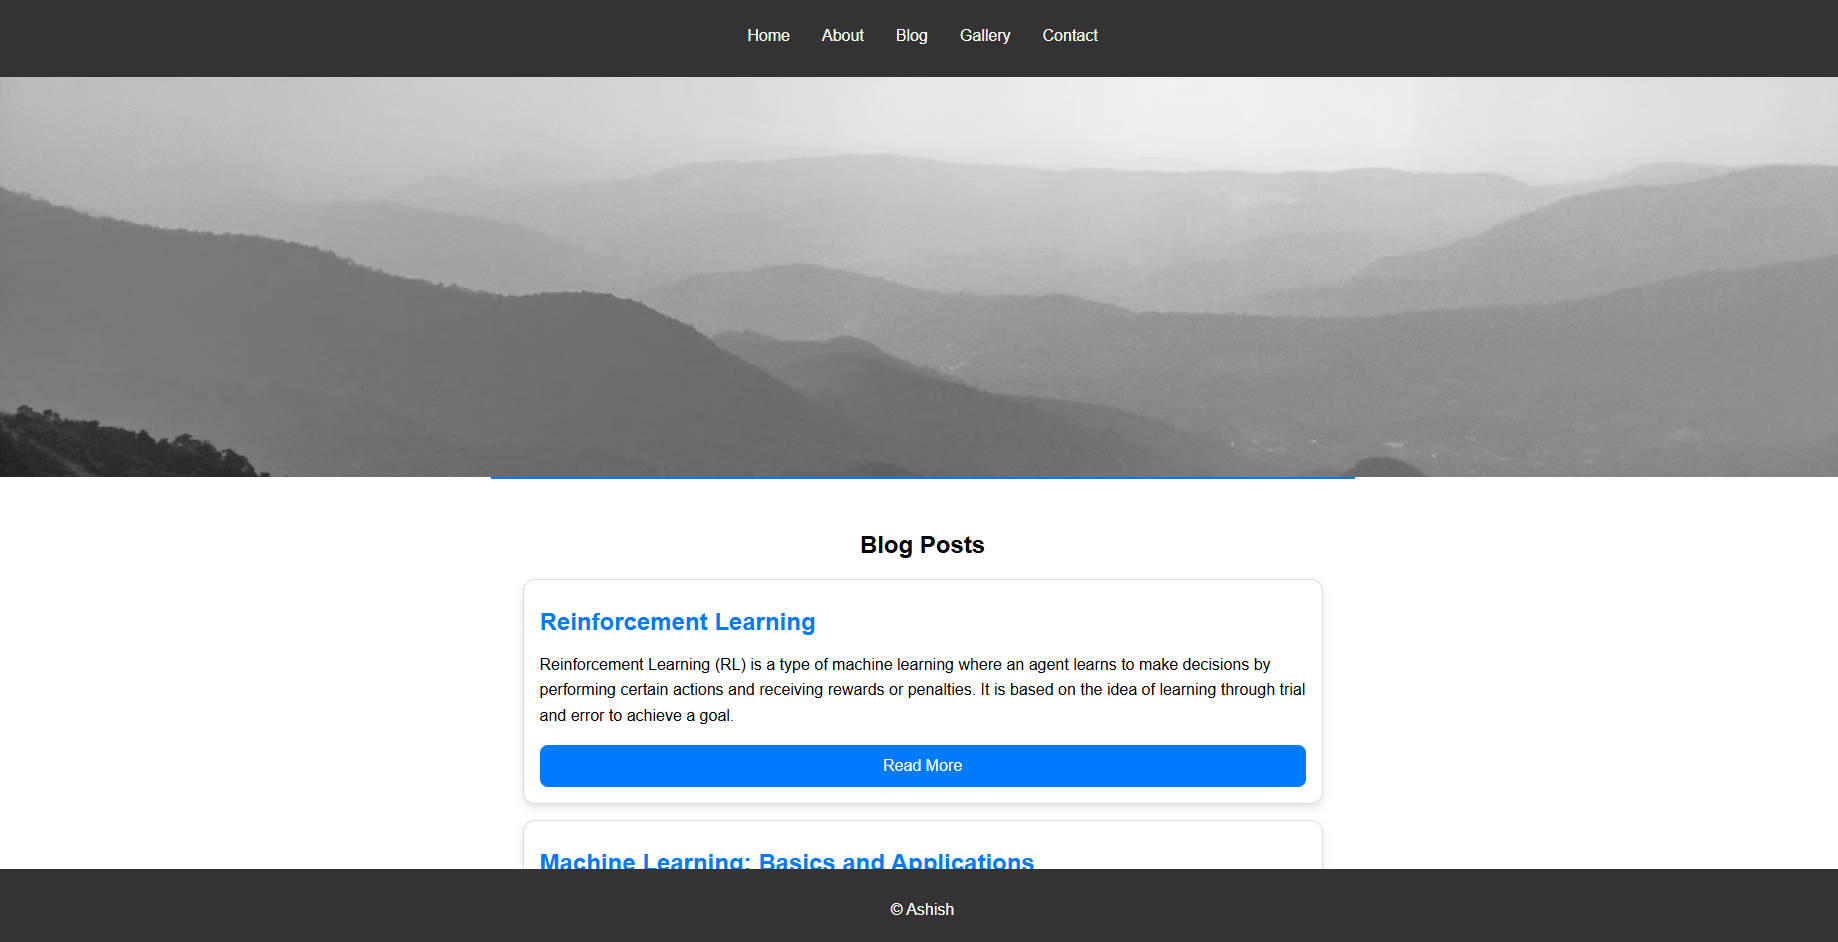 Home About Blog Gallery Contact
Blog Posts
Reinforcement Learning
Reinforcement Learning (RL) is a type of machine learning where an agent learns to make decisions by
performing certain actions and receiving rewards or penalties. It is based on the idea of learning through trial
and error to achieve a goal.
Read More
Machine Learning: Basics and Applications
© Ashish